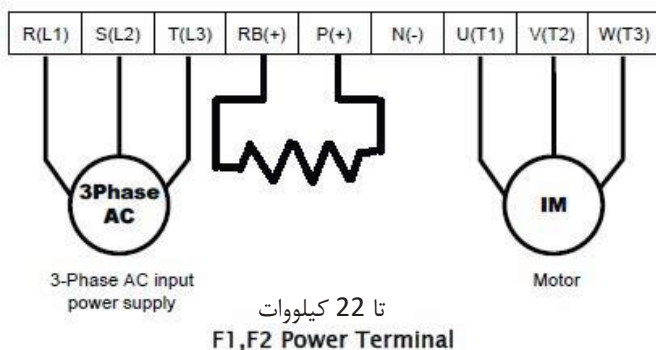 R(L1) S(L2) T(L3) RB(+) P(+) N(-) U(T1) V(T2) W(T3)
3Phase
AC
IM
3-Phase AC input
power supply
Motor
تا 22 کیلووات
F1,F2 Power Terminal